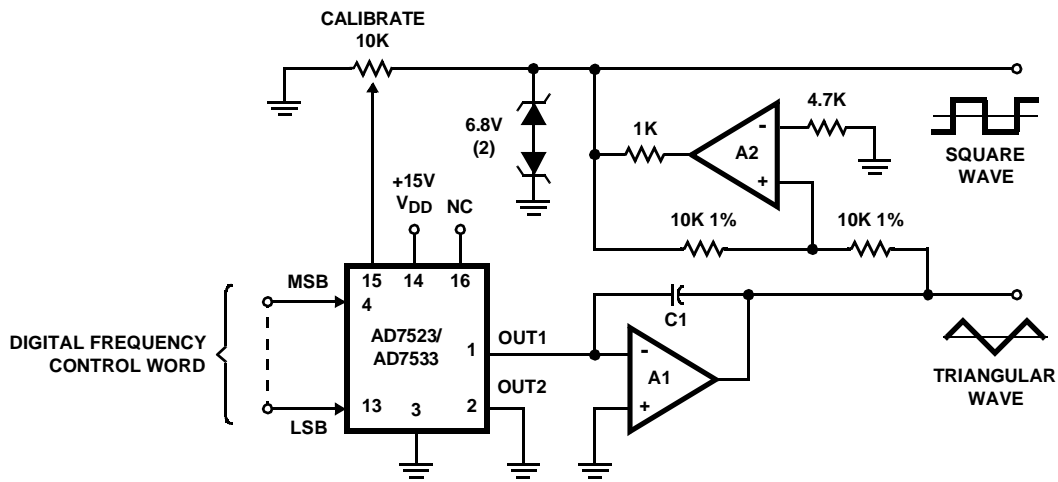 CALIBRATE
10K
6.8V
(2)
1K
A2
-
+
4.7K
SQUARE
WAVE
+15V
VDD
NC
10K 1%
10K 1%
15
14
16
MSB
4
DIGITAL FREQUENCY
CONTROL WORD
AD7523/
AD7533
1
OUT1
C1
-
A1
+
OUT2
13
3
2
LSB
TRIANGULAR
WAVE